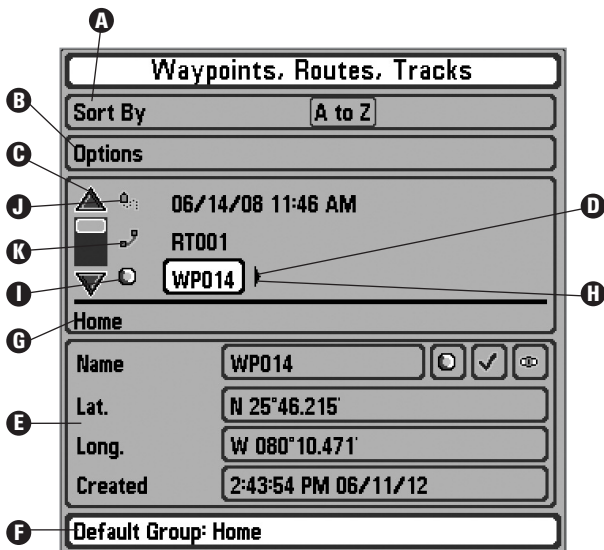 A
Waypoints, Routes, Tracks
B
Sort By A to Z
Options
C
J 06/14/08 11:46 AM D
K RT001
I WP014 H
G Home
Name WP014
Lat. N 25°46.215'
E
Long. W 080°10.471'
Created 2:43:54 PM 06/11/12
F Default Group: Home